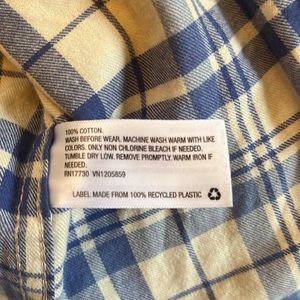 100% COTTON.
WASH BEFORE WEAR. MACHINE WASH WARM WITH LIKE
COLORS. ONLY NON CHLORINE BLEACH IF NEEDED.
TUMBLE DRY LOW. REMOVE PROMPTLY. WARM IRON IF
NEEDED.
RN17730 VN1205859
LABEL MADE FROM 100% RECYCLED PLASTIC